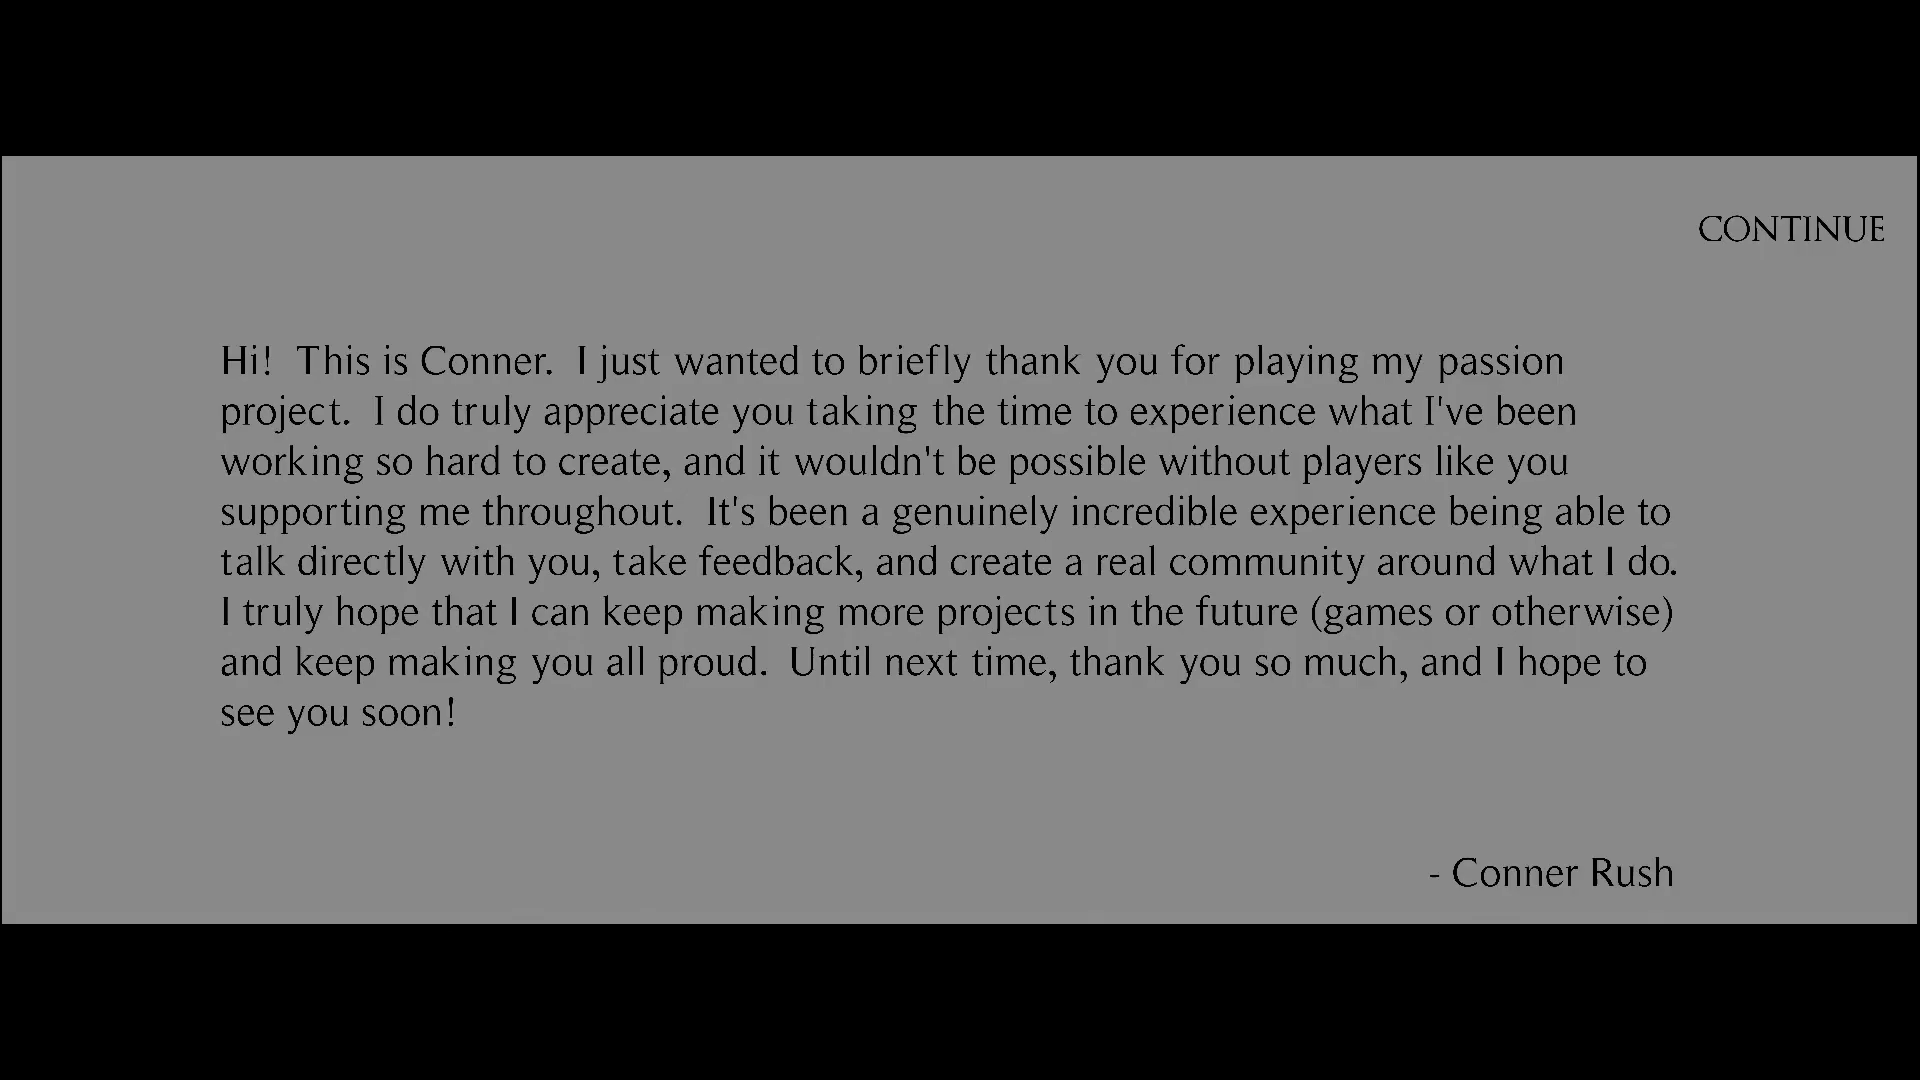 CONTINUE
Hi!  This is Conner.  I just wanted to briefly thank you for playing my passion
project.  I do truly appreciate you taking the time to experience what I've been
working so hard to create, and it wouldn't be possible without players like you
supporting me throughout.  It's been a genuinely incredible experience being able to
talk directly with you, take feedback, and create a real community around what I do.
I truly hope that I can keep making more projects in the future (games or otherwise)
and keep making you all proud.  Until next time, thank you so much, and I hope to
see you soon!
- Conner Rush